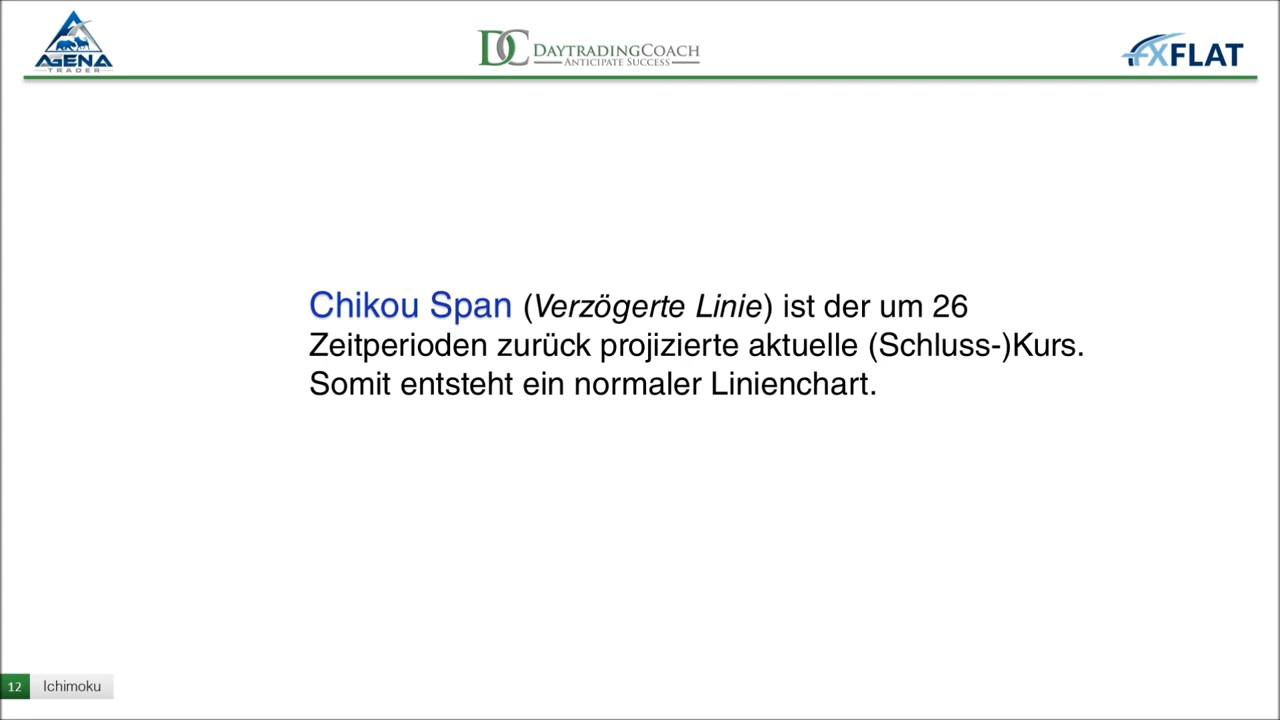 AGENA
TRADER
DC DAYTRADINGCOACH
ANTICIPATE SUCCESS
FXFLAT
Chikou Span (Verzögerte Linie) ist der um 26
Zeitperioden zurück projizierte aktuelle (Schluss-)Kurs.
Somit entsteht ein normaler Linienchart.
12 Ichimoku